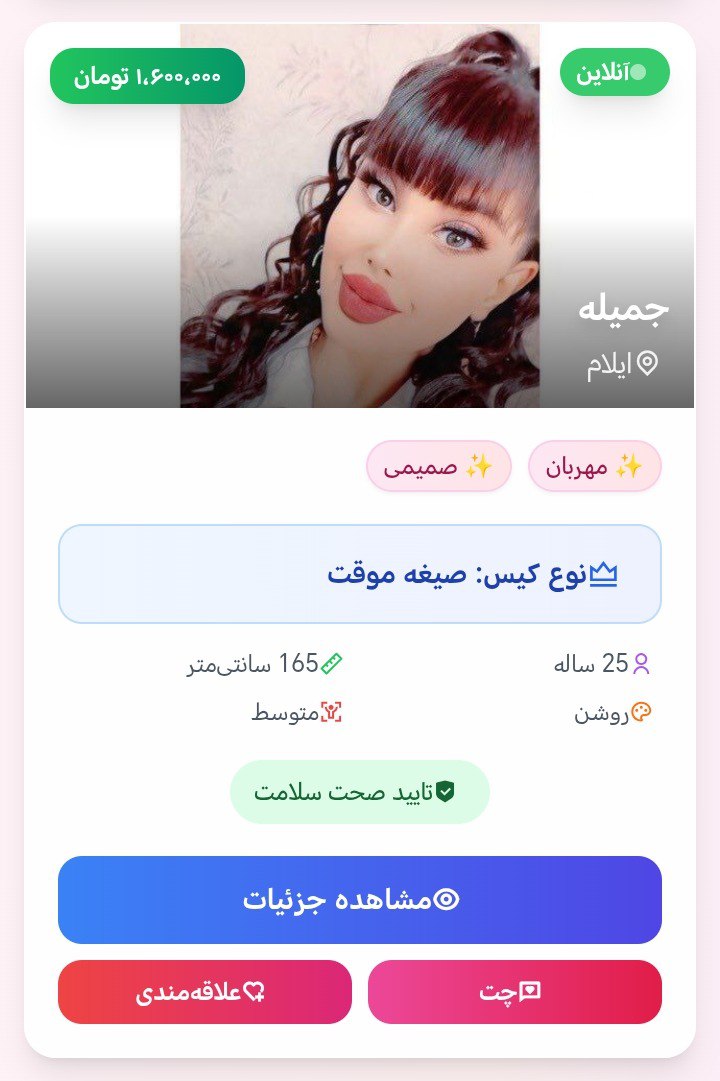 آنلاین
۱،۶۰۰،۰۰۰ تومان
جمیله
ایلام
✨ مهربان
✨ صمیمی
نوع کیس: صیغه موقت
25 ساله
165 سانتی‌متر
روشن
متوسط
تایید صحت سلامت
مشاهده جزئیات
چت
علاقه‌مندی